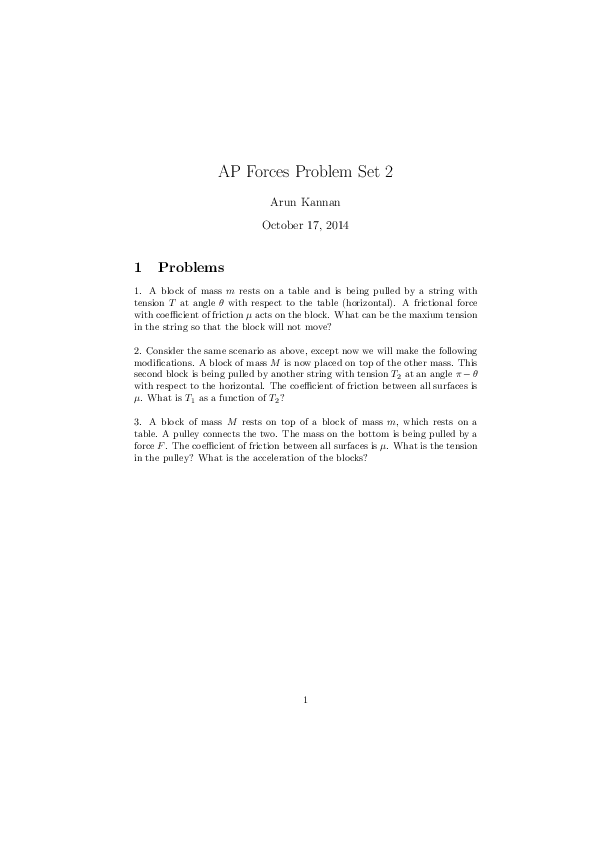 AP Forces Problem Set 2
Arun Kannan
October 17, 2014
1 Problems
1. A block of mass m rests on a table and is being pulled by a string with
tension T at angle θ with respect to the table (horizontal). A frictional force
with coefficient of friction μ acts on the block. What can be the maxium tension
in the string so that the block will not move?
2. Consider the same scenario as above, except now we will make the following
modifications. A block of mass M is now placed on top of the other mass. This
second block is being pulled by another string with tension T₂ at an angle π − θ
with respect to the horizontal. The coefficient of friction between all surfaces is
μ. What is T₁ as a function of T₂?
3. A block of mass M rests on top of a block of mass m, which rests on a
table. A pulley connects the two. The mass on the bottom is being pulled by a
force F. The coefficient of friction between all surfaces is μ. What is the tension
in the pulley? What is the acceleration of the blocks?
1